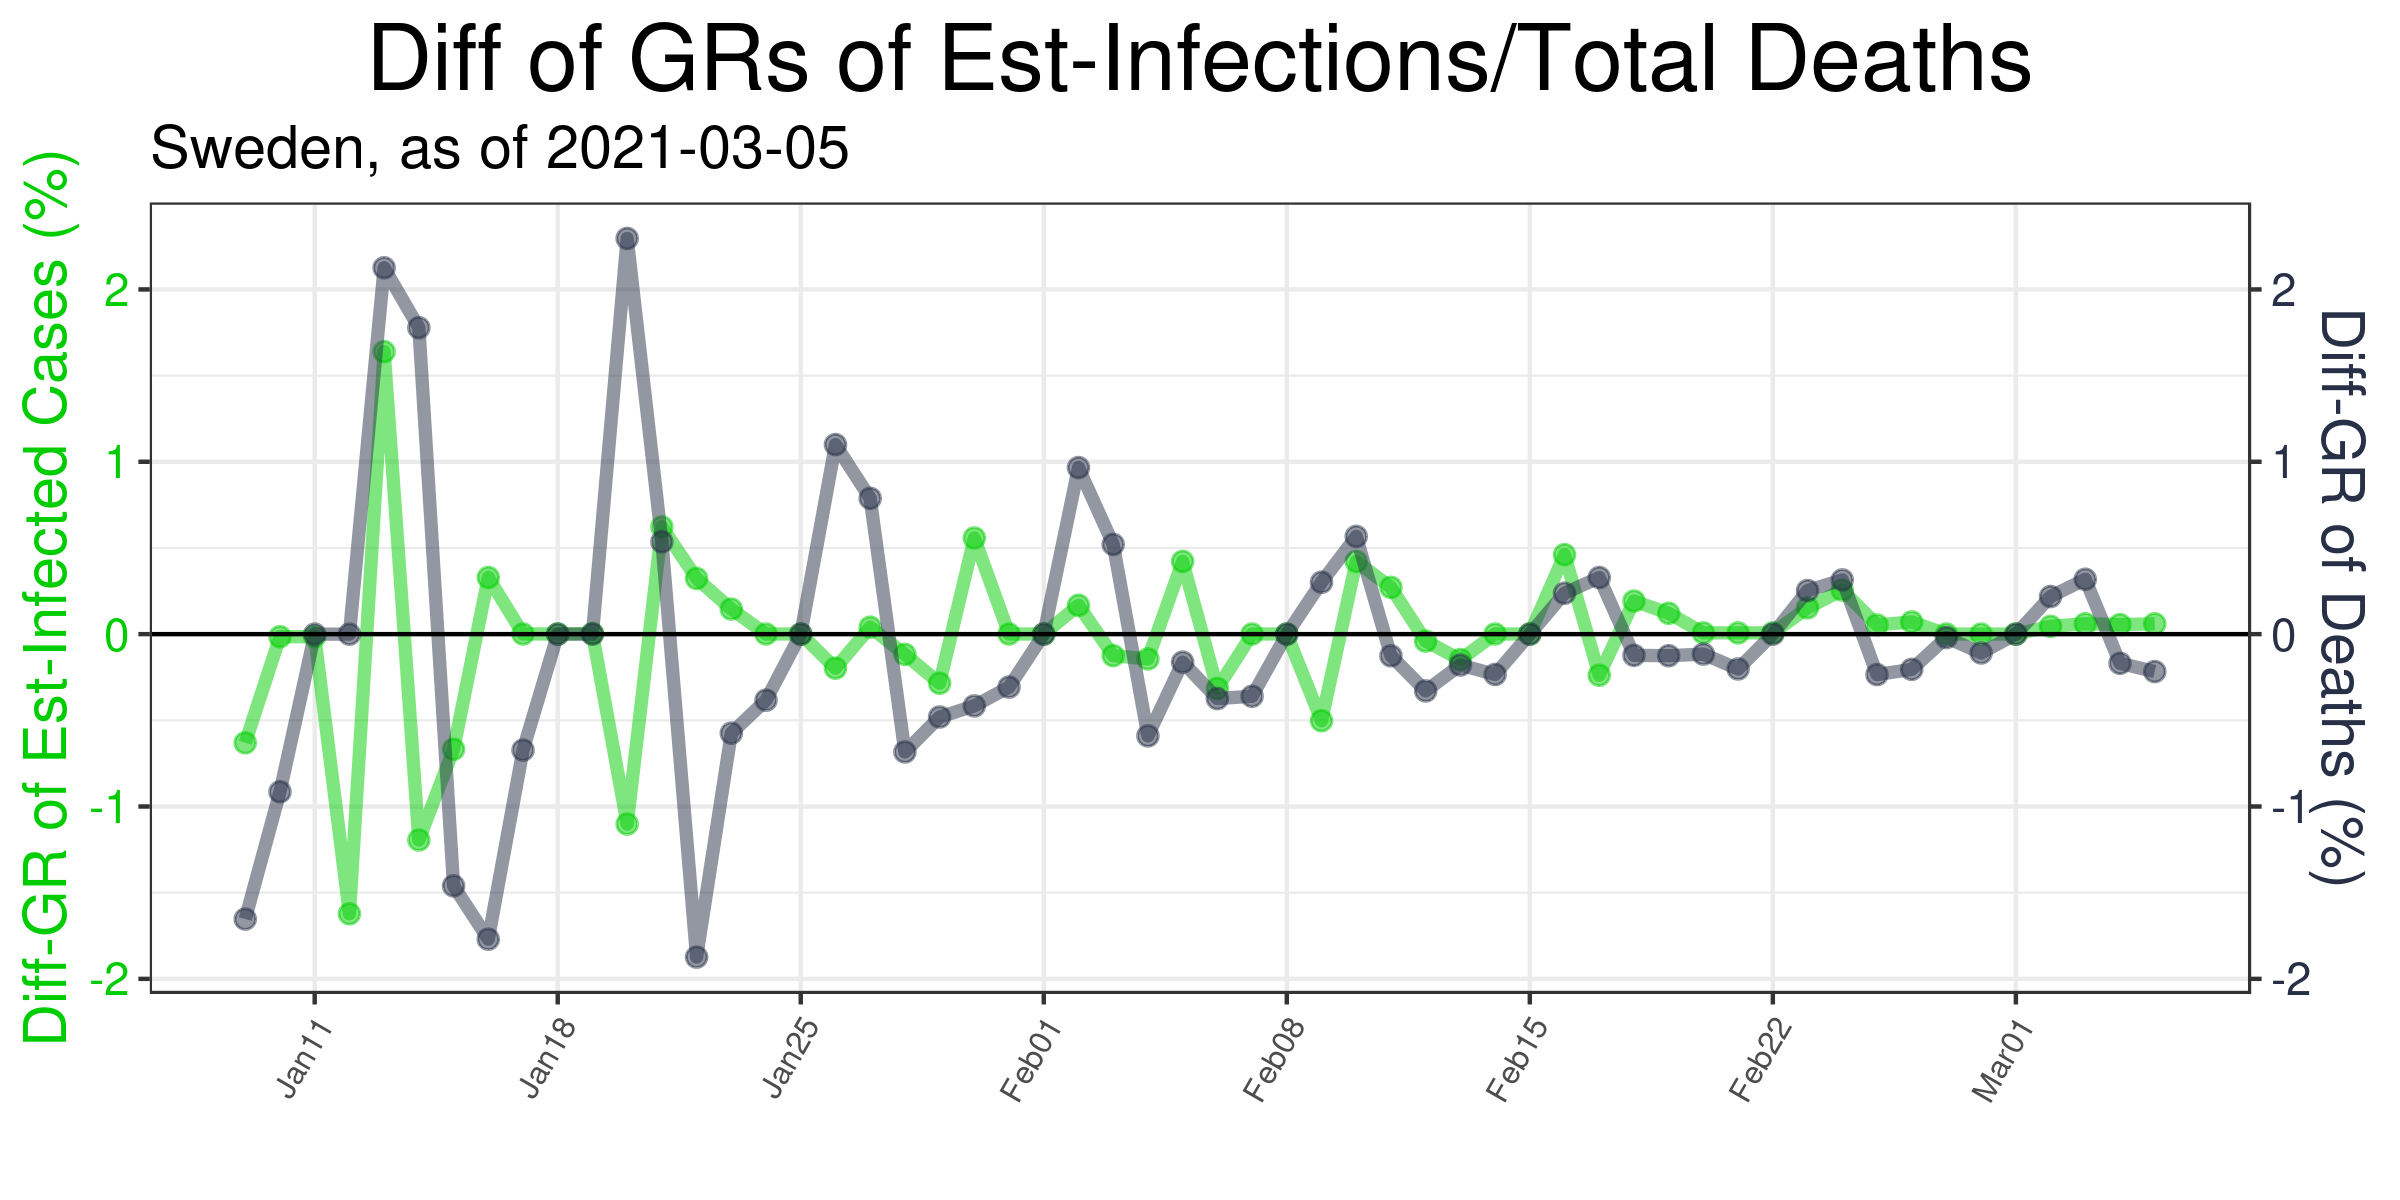 Diff of GRs of Est-Infections/Total Deaths
Sweden, as of 2021-03-05
Diff-GR of Est-Infected Cases (%)
2
1
0
-1
-2
2
1
0
-1
-2
Diff-GR of Deaths (%)
Jan11
Jan18
Jan25
Feb01
Feb08
Feb15
Feb22
Mar01